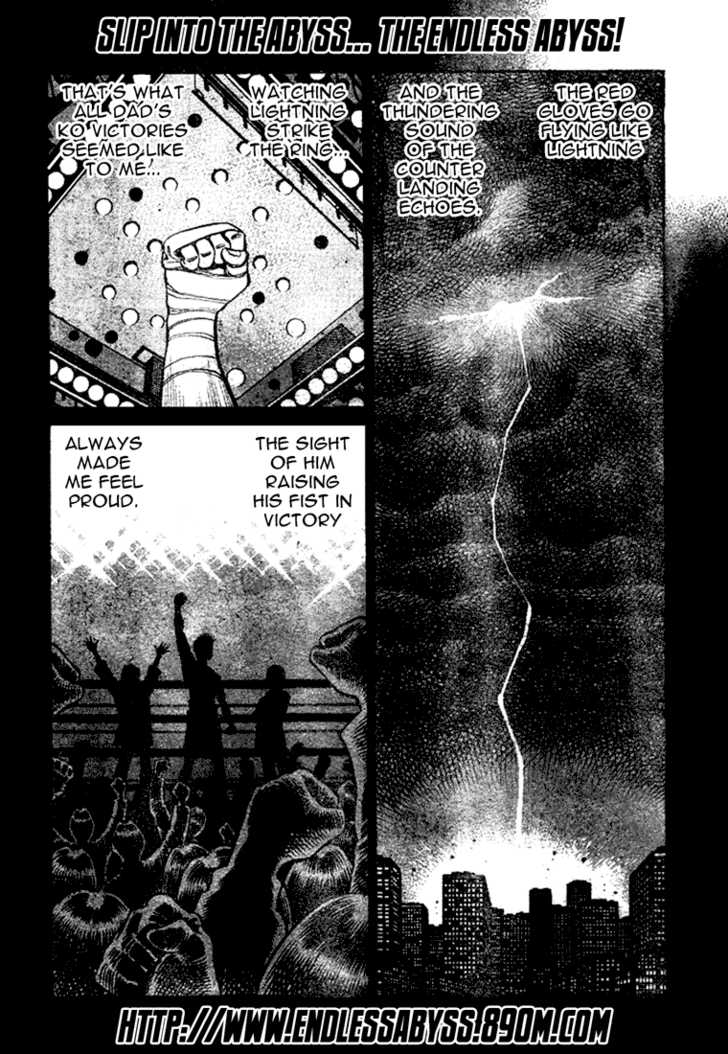 SLIP INTO THE ABYSS... THE ENDLESS ABYSS!
THE RED
GLOVES GO
FLYING LIKE
LIGHTNING
AND THE
THUNDERING
SOUND
OF THE
COUNTER
LANDING
ECHOES.
WATCHING
LIGHTNING
STRIKE
THE RING...
THAT'S WHAT
ALL DAD'S
KO VICTORIES
SEEMED LIKE
TO ME...
THE SIGHT
OF HIM
RAISING
HIS FIST IN
VICTORY
ALWAYS
MADE
ME FEEL
PROUD.
HTTP://WWW.ENDLESSABYSS.890M.COM